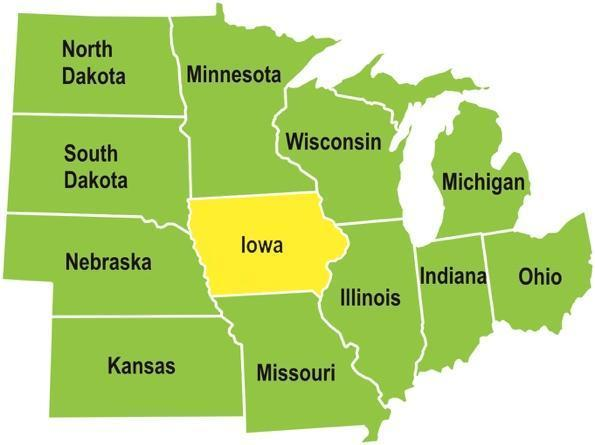 North
Dakota
Minnesota
Wisconsin
South
Dakota
Michigan
Iowa
Nebraska
Indiana
Ohio
Illinois
Kansas
Missouri